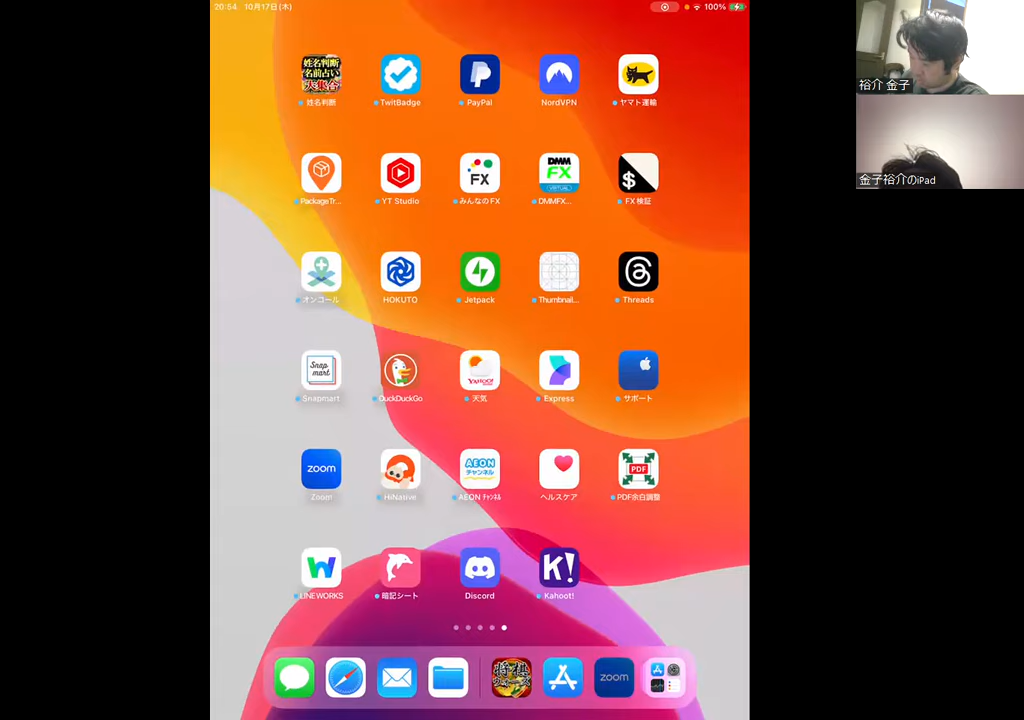 20:54 10月17日(木)
100%
姓名判断
名前占い
大集合
姓名判断
TwitBadge
PayPal
NordVPN
ヤマト運輸
PackageTr...
YT Studio
FX
みんなのFX
DMM
FX
VIRTUAL
DMMFX...
$
FX検証
オンコール
HOKUTO
Jetpack
Thumbnail...
Threads
Snap
mart
Snapmart
DuckDuckGo
YAHOO!
天気
Express
サポート
zoom
Zoom
HiNative
AEON
チャンネル
AEON チャンネル
ヘルスケア
PDF
PDF余白調整
LINEWORKS
暗記シート
Discord
K!
Kahoot!
将棋
zoom
裕介 金子
金子裕介のiPad